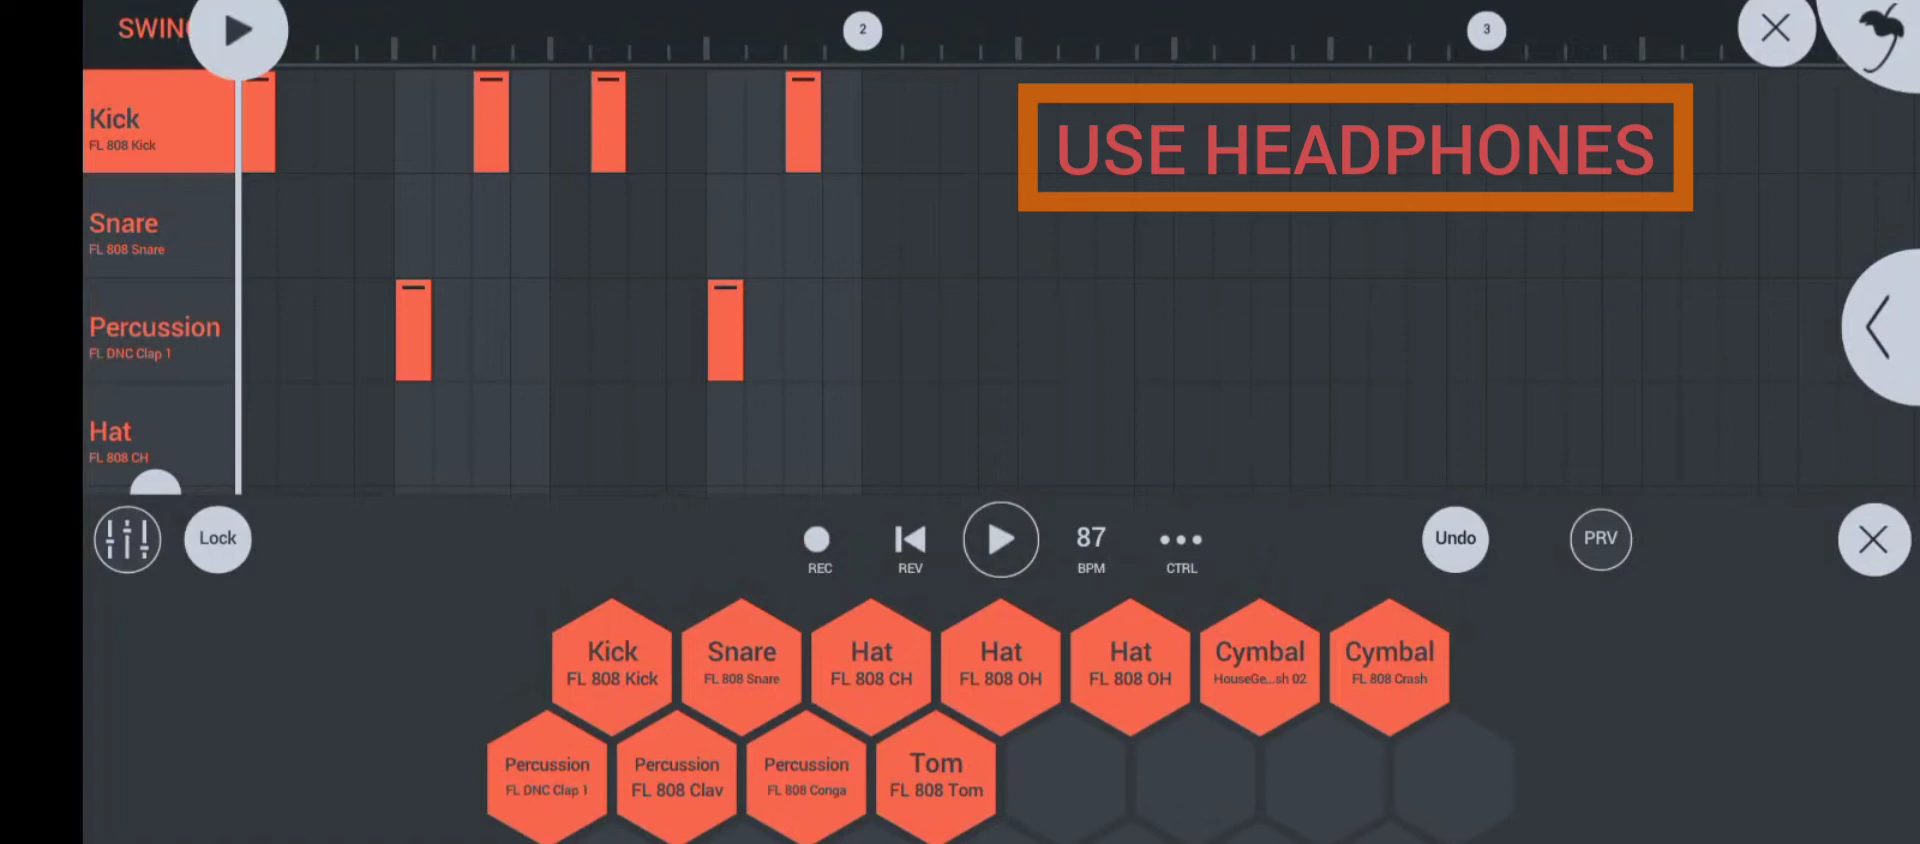 SWING
2
3
Kick
FL 808 Kick
USE HEADPHONES
Snare
FL 808 Snare
Percussion
FL DNC Clap 1
Hat
FL 808 CH
Lock
REC
REV
87
BPM
CTRL
Undo
PRV
Kick
FL 808 Kick
Snare
FL 808 Snare
Hat
FL 808 CH
Hat
FL 808 OH
Hat
FL 808 OH
Cymbal
HouseGe...sh 02
Cymbal
FL 808 Crash
Percussion
FL DNC Clap 1
Percussion
FL 808 Clav
Percussion
FL 808 Conga
Tom
FL 808 Tom